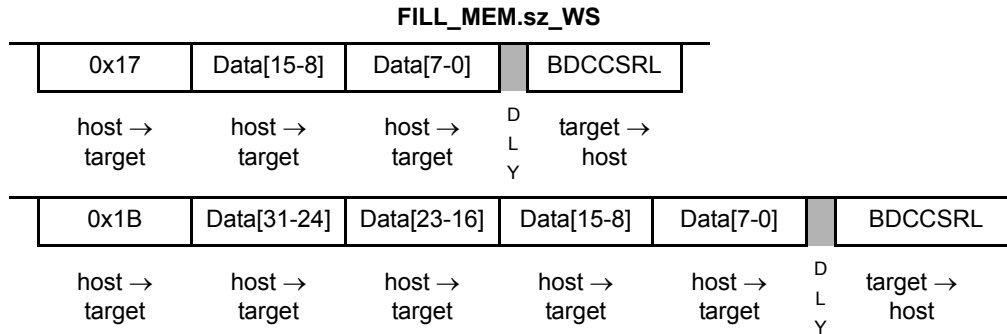 FILL_MEM.sz_WS
0x17 Data[15-8] Data[7-0] BDCCSRL
host → target host → target host → target D L Y target → host
0x1B Data[31-24] Data[23-16] Data[15-8] Data[7-0] BDCCSRL
host → target host → target host → target host → target host → target D L Y target → host